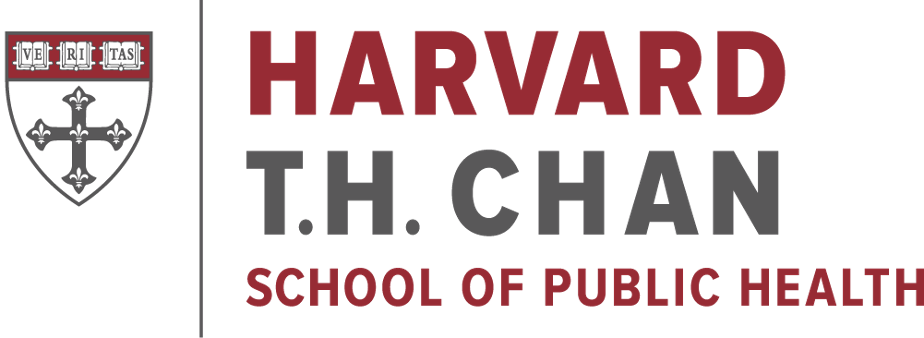 VE RI TAS
HARVARD
T.H. CHAN
SCHOOL OF PUBLIC HEALTH